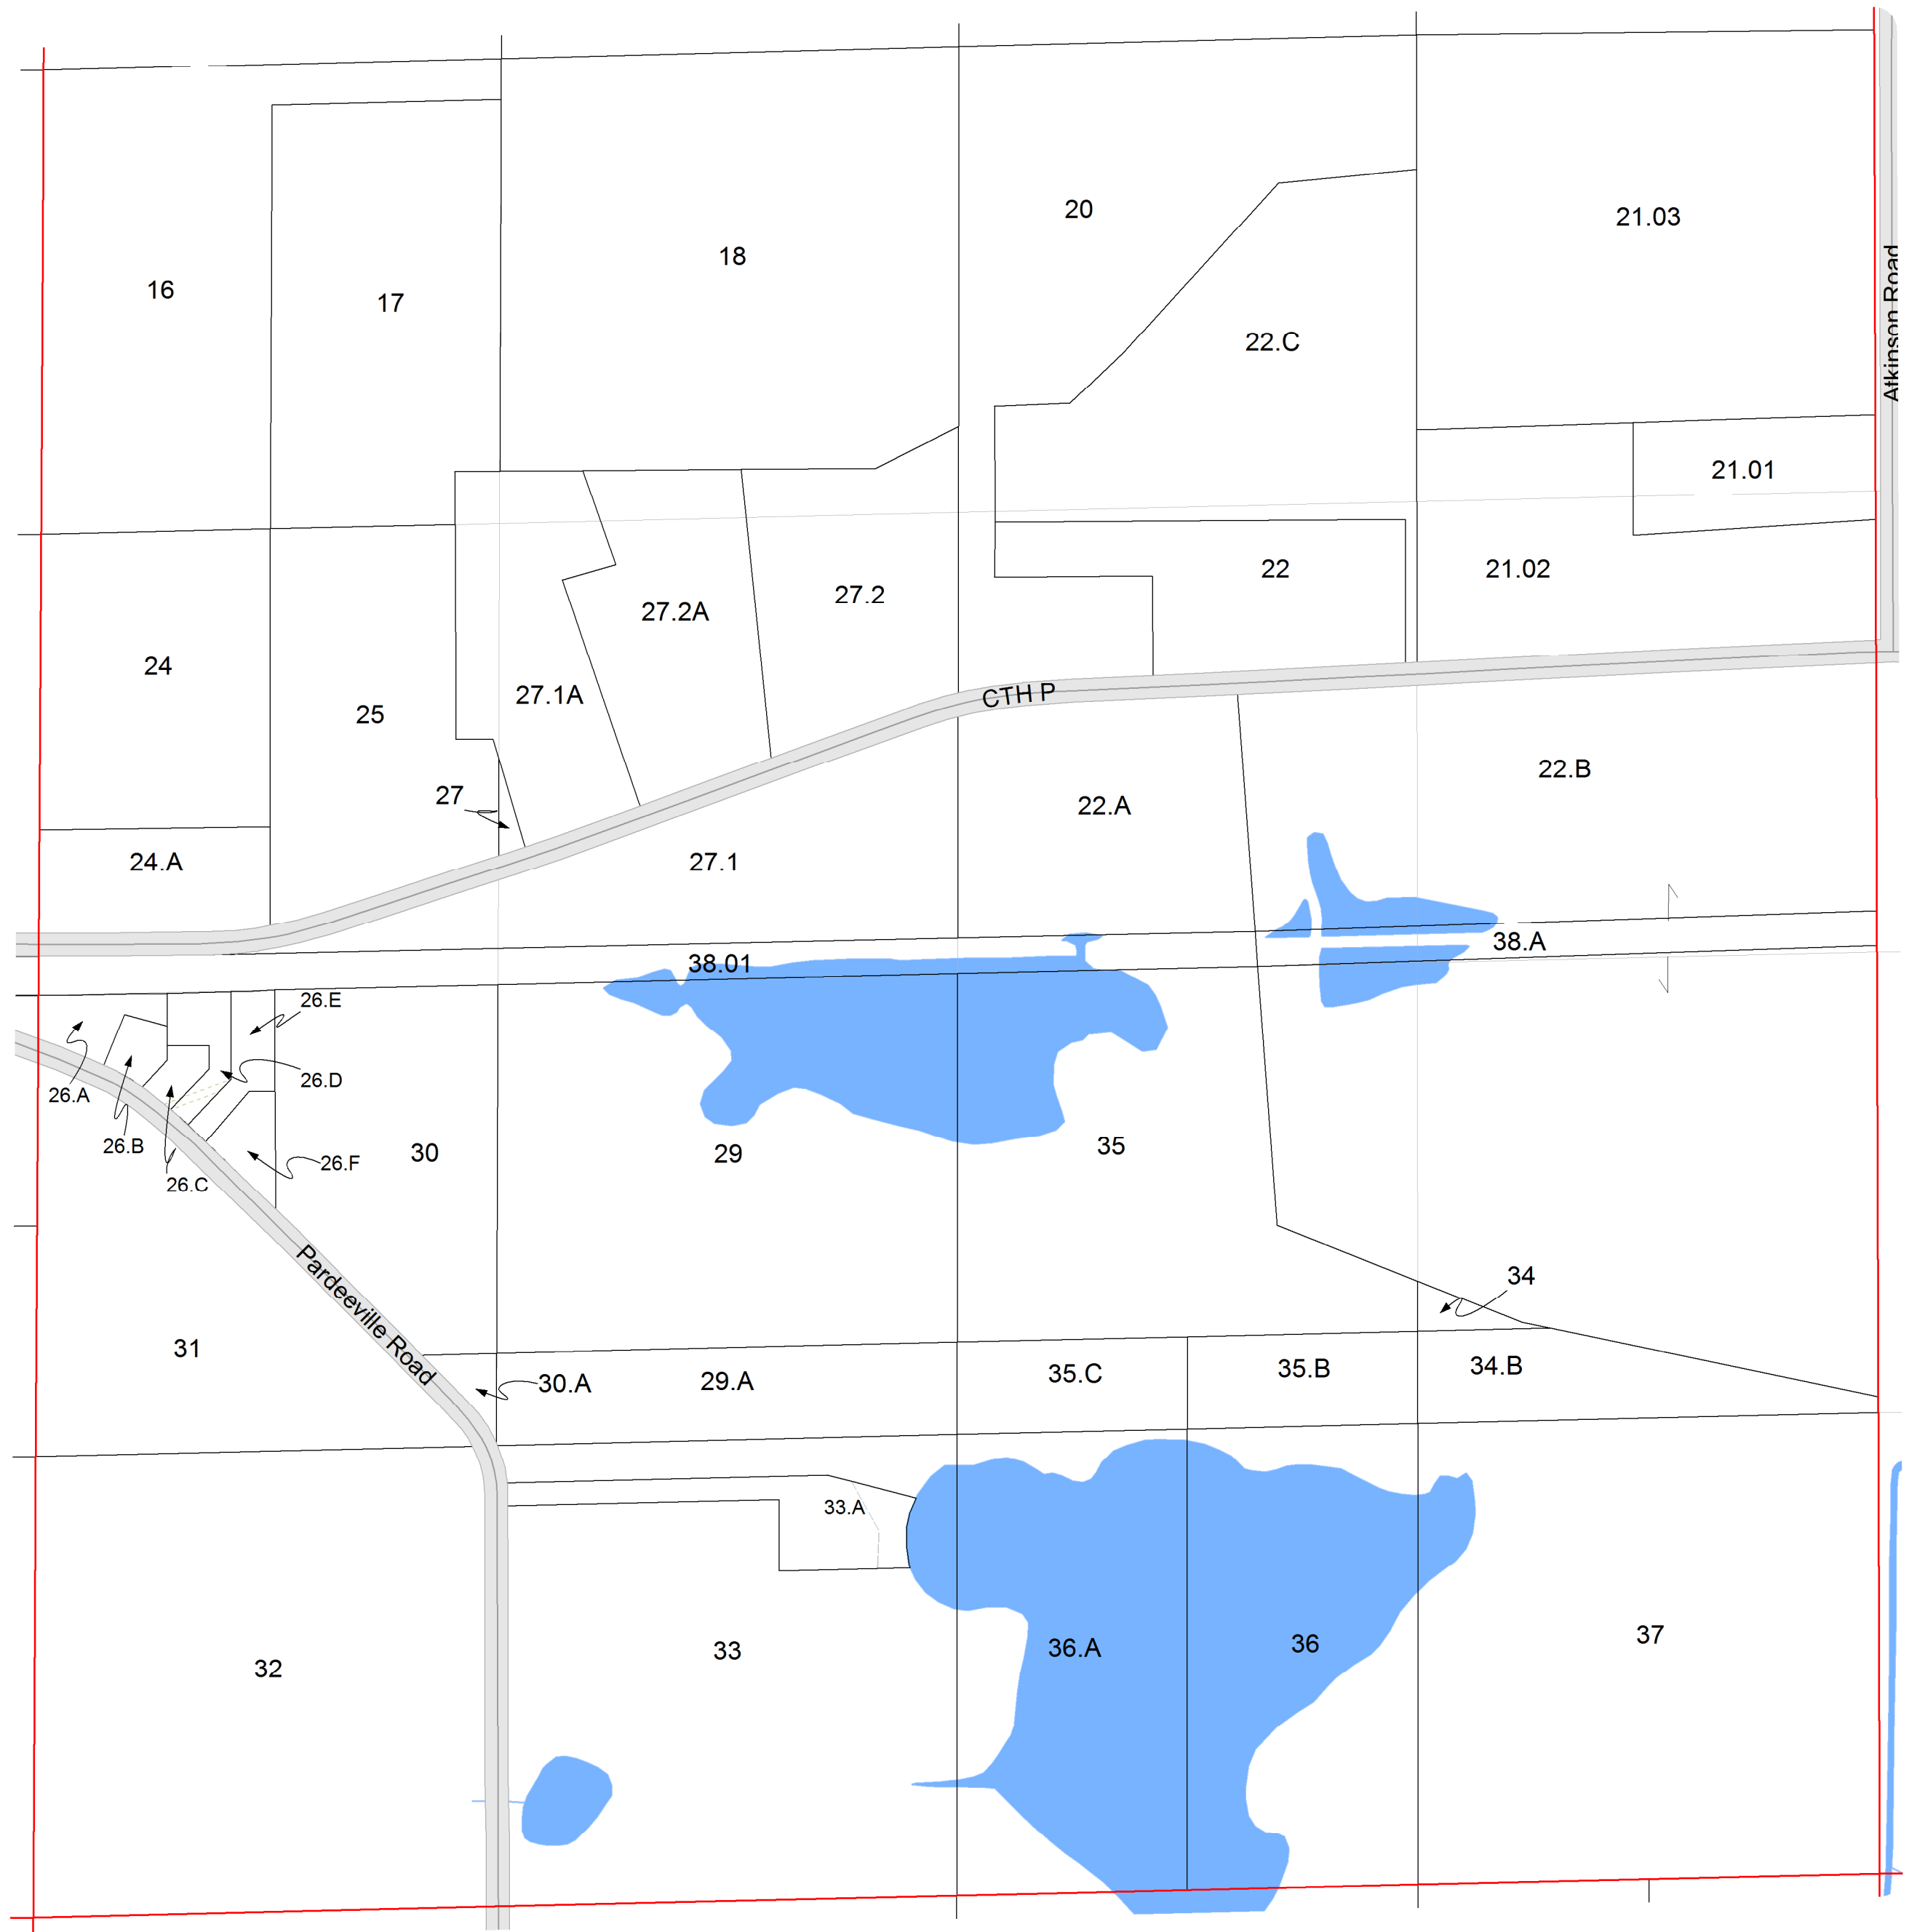 20
21.03
18
16
17
Atkinson Road
22.C
21.01
22
21.02
27.2
27.2A
24
27.1A
25
CTH P
22.B
27
22.A
24.A
27.1
38.A
38.01
26.E
26.D
26.A
26.B
30
29
35
26.F
26.C
Pardeeville Road
34
31
30.A
29.A
35.C
35.B
34.B
33.A
32
33
36.A
36
37